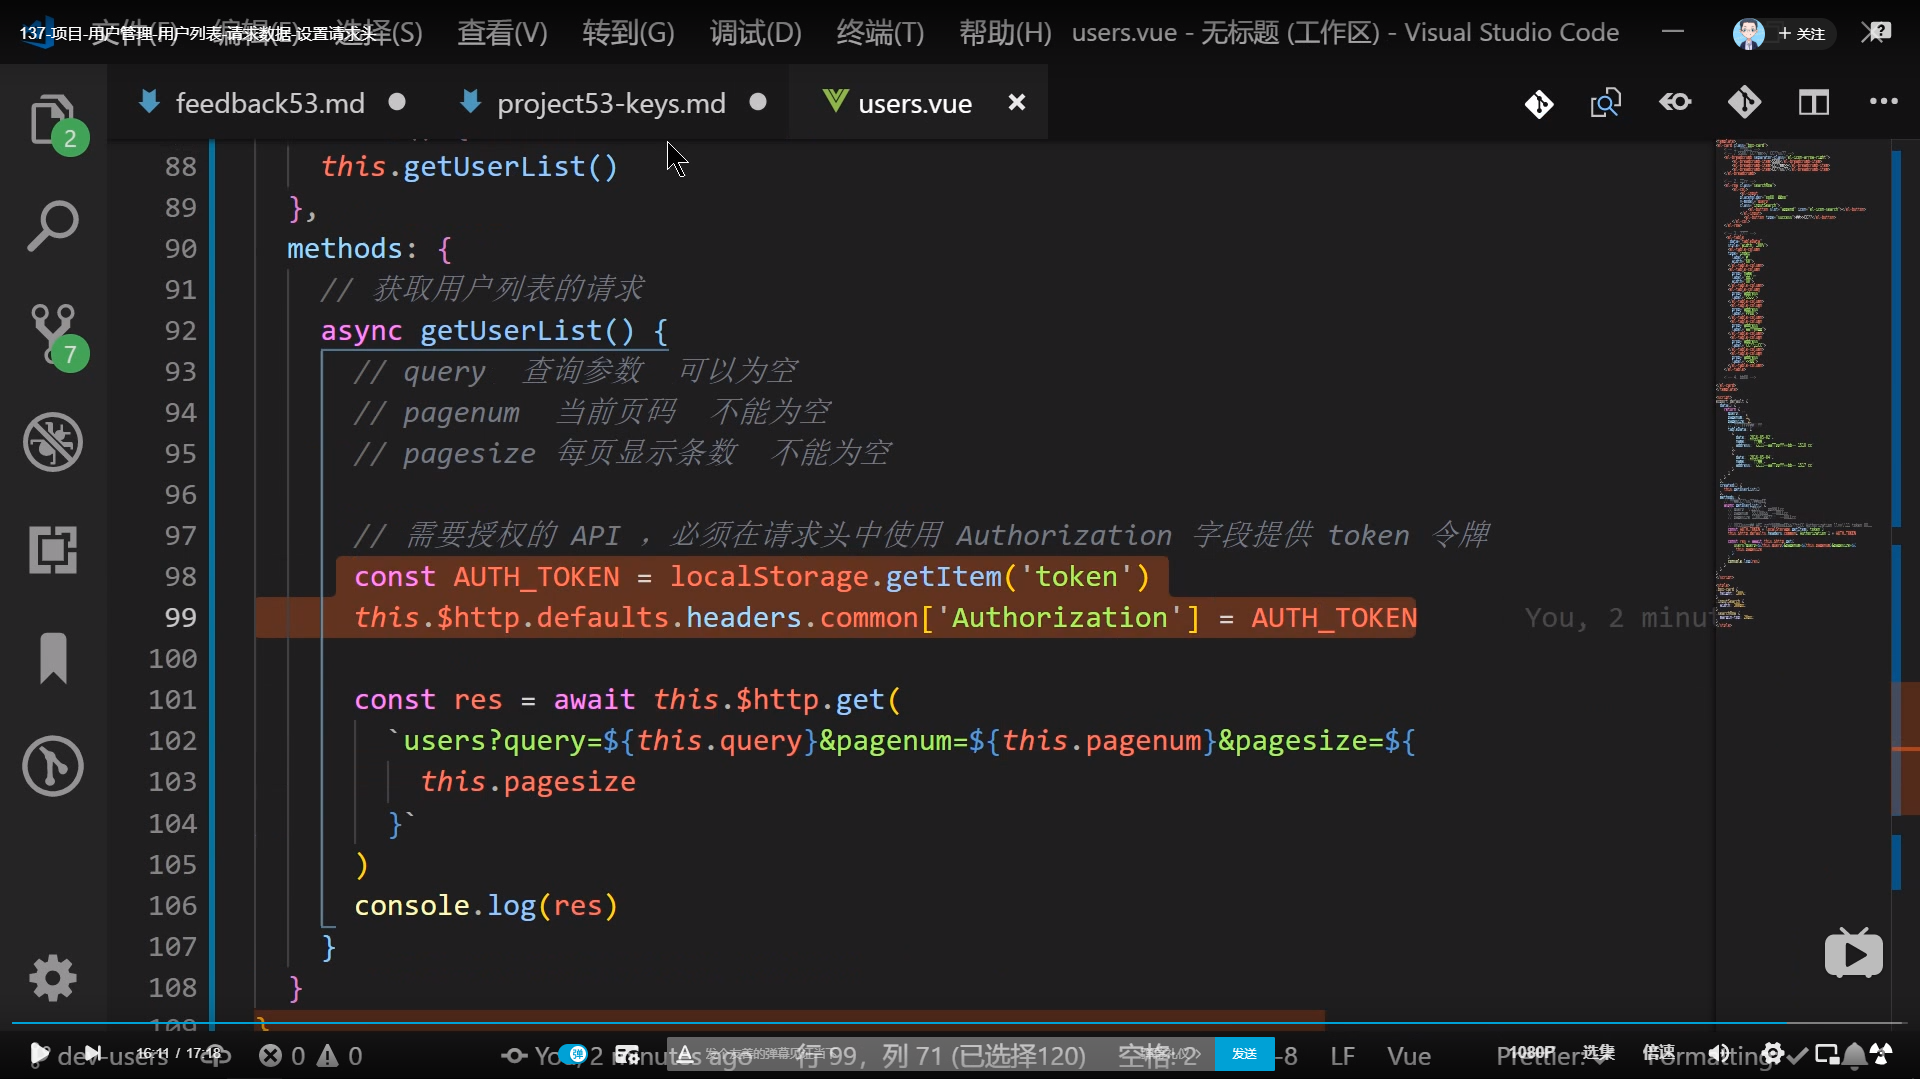 137-项目-用户管理-用户列表-请求数据-设置请求头
文件(F) 编辑(E) 选择(S) 查看(V) 转到(G) 调试(D) 终端(T) 帮助(H) users.vue - 无标题 (工作区) - Visual Studio Code
+ 关注
feedback53.md project53-keys.md users.vue
2
7
88 this.getUserList()
89 },
90 methods: {
91 // 获取用户列表的请求
92 async getUserList() {
93 // query 查询参数 可以为空
94 // pagenum 当前页码 不能为空
95 // pagesize 每页显示条数 不能为空
96
97 // 需要授权的 API ，必须在请求头中使用 Authorization 字段提供 token 令牌
98 const AUTH_TOKEN = localStorage.getItem('token')
99 this.$http.defaults.headers.common['Authorization'] = AUTH_TOKEN You, 2 minut
100
101 const res = await this.$http.get(
102 `users?query=${this.query}&pagenum=${this.pagenum}&pagesize=${
103 this.pagesize
104 }`
105 )
106 console.log(res)
107 }
108 }
109 }
dev-users 16:11 / 17:18 0 0 You, 2 minutes ago 弹 行 99，列 71 (已选择120) 空格: 2 发送 -8 LF Vue Prettier: 1080P 选集 倍速 Formatting